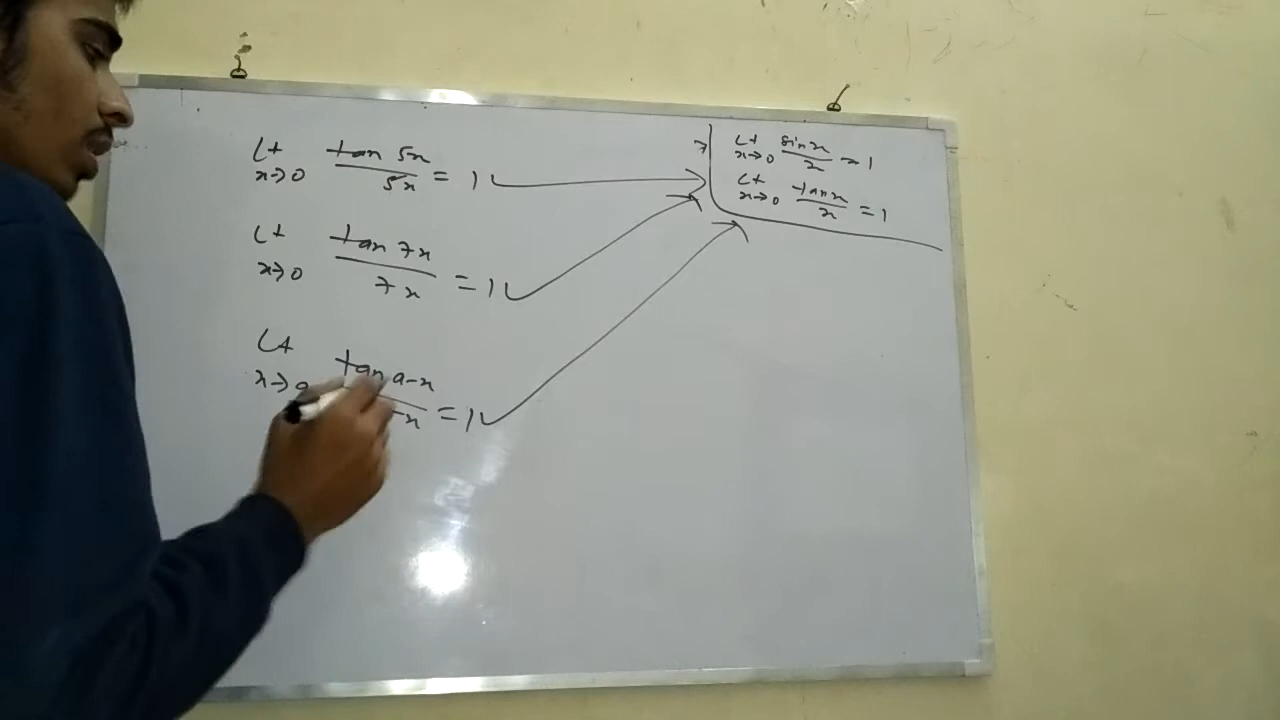 Lt tan 5x
x→0 5x = 1
Lt tan 7x
x→0 7x = 1
Lt tan a-x
x→a -x = 1
Lt sin x
x→0 x = 1
Lt tan x
x→0 x = 1